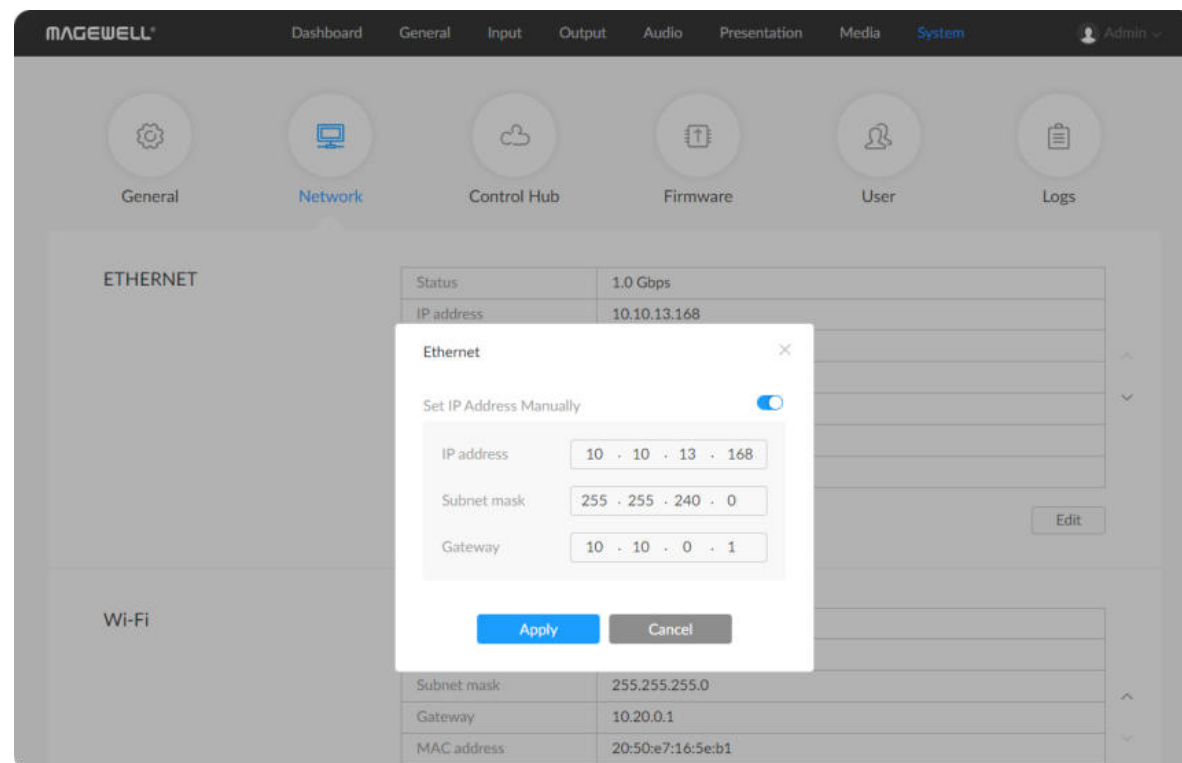 MAGEWELL Dashboard General Input Output Audio Presentation Media System Admin
General Network Control Hub Firmware User Logs
ETHERNET
Status 1.0 Gbps
IP address 10.10.13.168
Ethernet
Set IP Address Manually
IP address 10 . 10 . 13 . 168
Subnet mask 255 . 255 . 240 . 0
Gateway 10 . 10 . 0 . 1
Edit
Apply Cancel
Wi-Fi
Subnet mask 255.255.255.0
Gateway 10.20.0.1
MAC address 20:50:e7:16:5e:b1